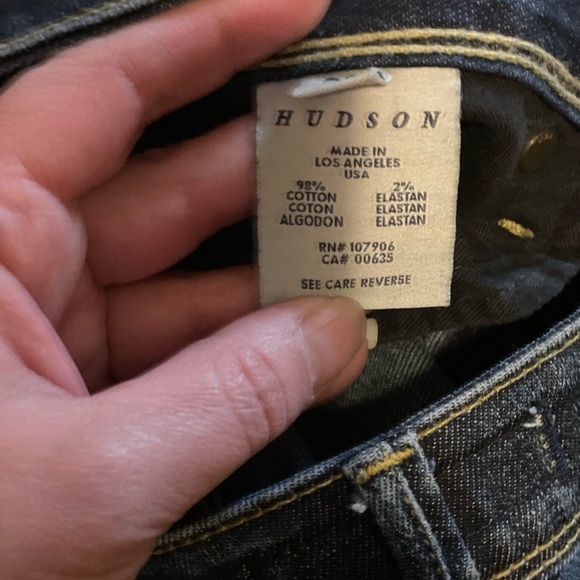 HUDSON
MADE IN
LOS ANGELES
USA
98% 2%
COTTON ELASTAN
COTON ELASTAN
ALGODON ELASTAN
RN# 107906
CA# 00635
SEE CARE REVERSE